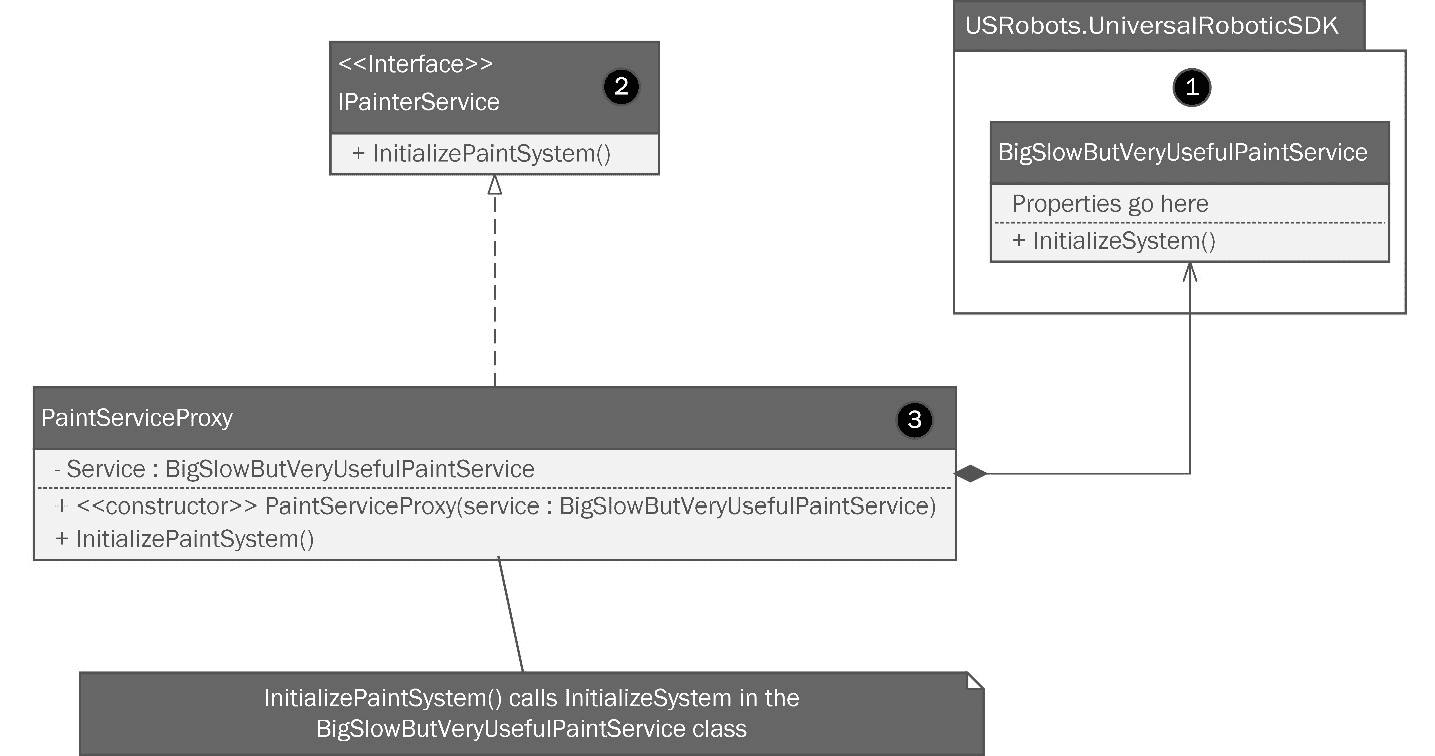 USRobots.UniversalRoboticSDK
<<Interface>>
2
IPainterService
+ InitializePaintSystem()
1
BigSlowButVeryUsefulPaintService
Properties go here
+ InitializeSystem()
PaintServiceProxy
3
- Service : BigSlowButVeryUsefulPaintService
+ <<constructor>> PaintServiceProxy(service : BigSlowButVeryUsefulPaintService)
+ InitializePaintSystem()
InitializePaintSystem() calls InitializeSystem in the
BigSlowButVeryUsefulPaintService class